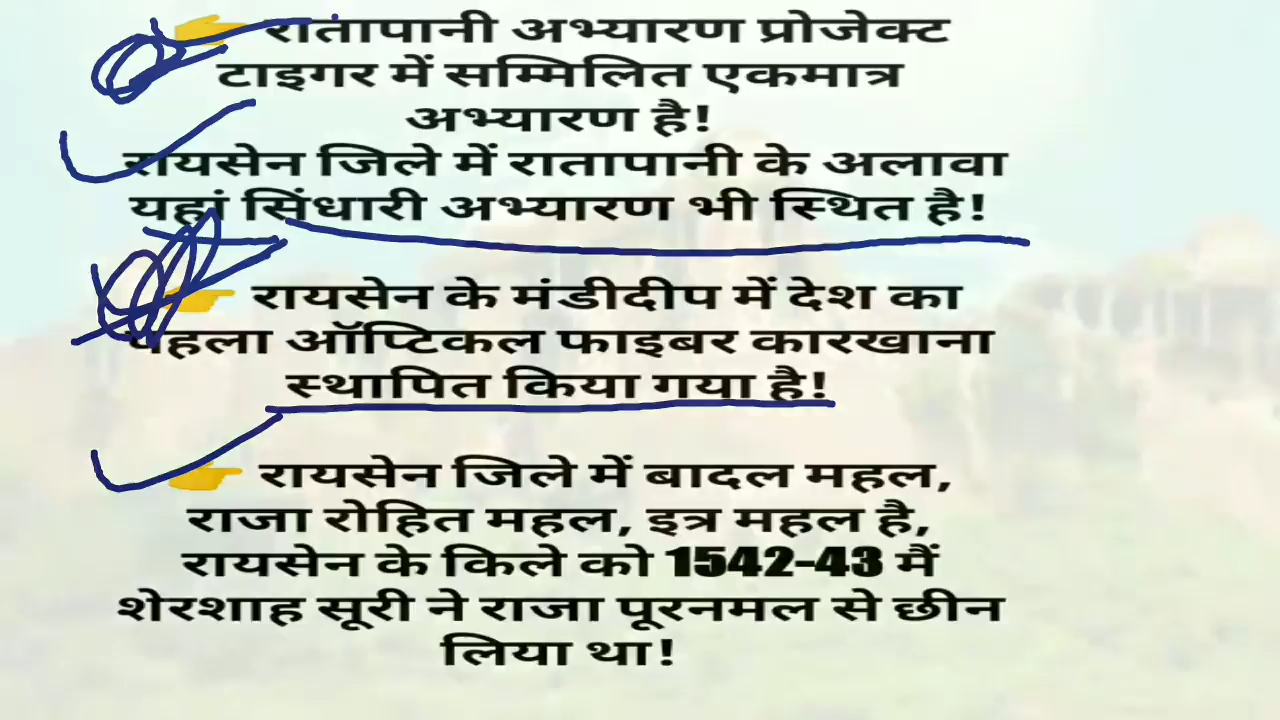 👉 रातापानी अभ्यारण प्रोजेक्ट
टाइगर में सम्मिलित एकमात्र
अभ्यारण है!
रायसेन जिले में रातापानी के अलावा
यहां सिंधारी अभ्यारण भी स्थित है!
👉 रायसेन के मंडीदीप में देश का
पहला ऑप्टिकल फाइबर कारखाना
स्थापित किया गया है!
👉 रायसेन जिले में बादल महल,
राजा रोहित महल, इत्र महल है,
रायसेन के किले को 1542-43 मैं
शेरशाह सूरी ने राजा पूरनमल से छीन
लिया था!